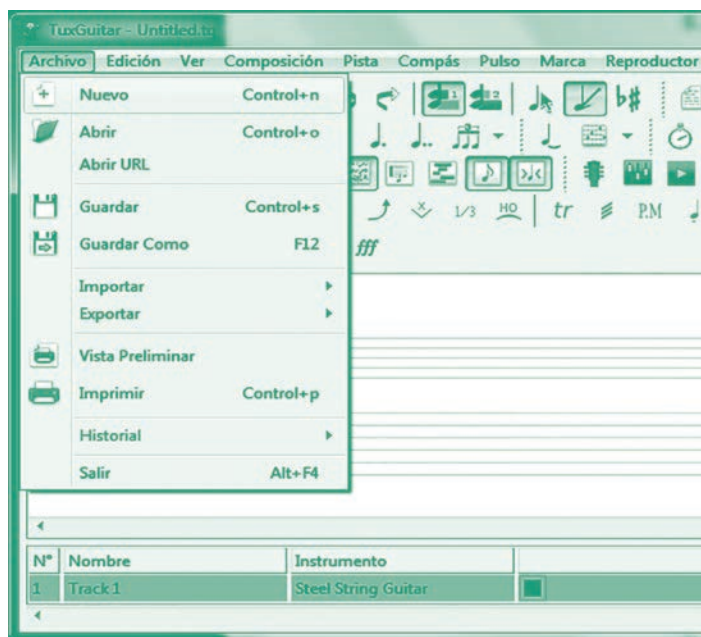 TuxGuitar - Untitled.tg
Archivo Edición Ver Composición Pista Compás Pulso Marca Reproductor
Nuevo Control+n
Abrir Control+o
Abrir URL
Guardar Control+s
Guardar Como F12
Importar
Exportar
Vista Preliminar
Imprimir Control+p
Historial
Salir Alt+F4
1 2
1/3 HO tr P.M
fff
N° Nombre Instrumento
1 Track 1 Steel String Guitar